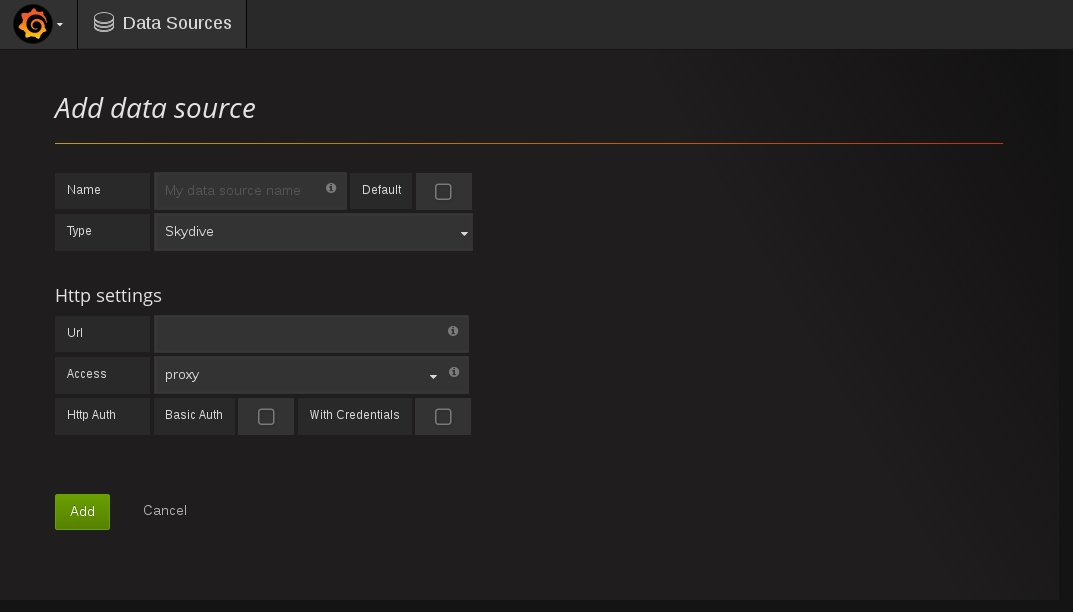 Data Sources
Add data source
Name My data source name Default
Type Skydive
Http settings
Url
Access proxy
Http Auth Basic Auth With Credentials
Add Cancel